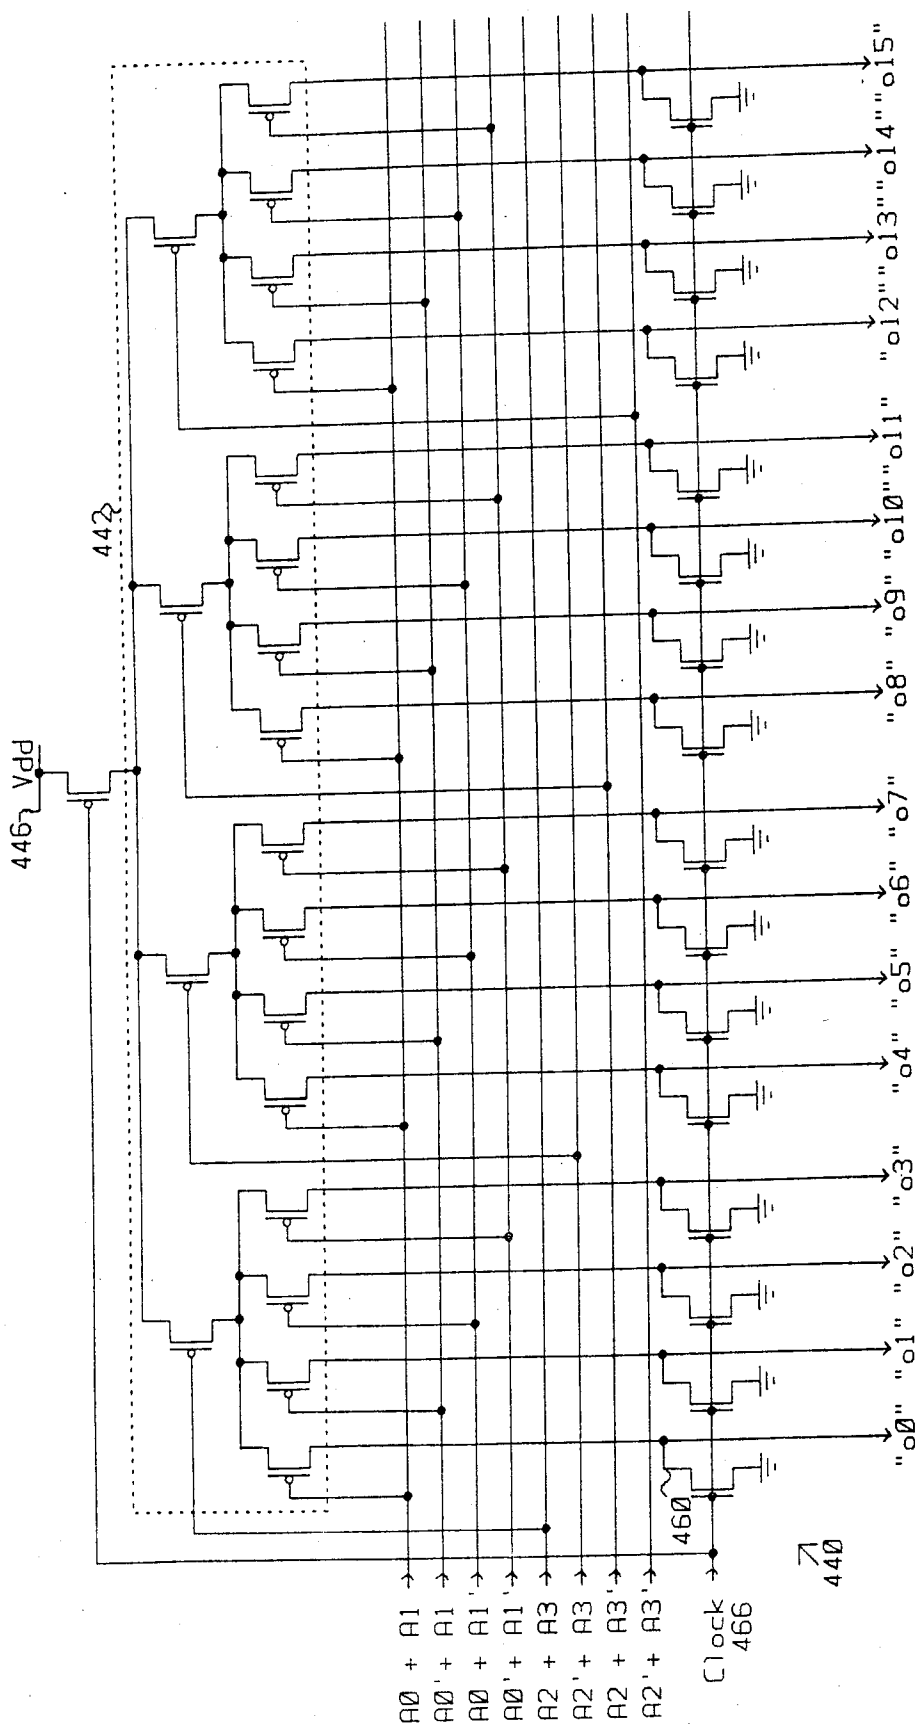 446 Vdd
442
A0 + A1
A0' + A1
A0 + A1'
A0' + A1'
A2 + A3
A2' + A3
A2 + A3'
A2' + A3'
Clock
466
460
440
"o0" "o1" "o2" "o3" "o4" "o5" "o6" "o7" "o8" "o9" "o10" "o11" "o12" "o13" "o14" "o15"